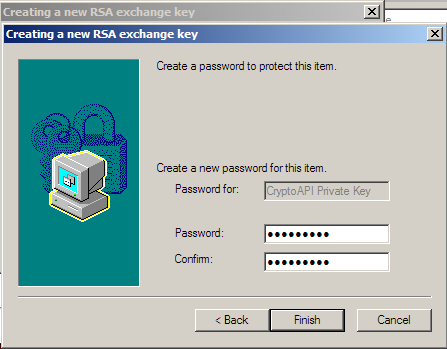 Creating a new RSA exchange key
Creating a new RSA exchange key
Create a password to protect this item.
Create a new password for this item.
Password for: CryptoAPI Private Key
Password: •••••••••
Confirm: •••••••••
< Back Finish Cancel